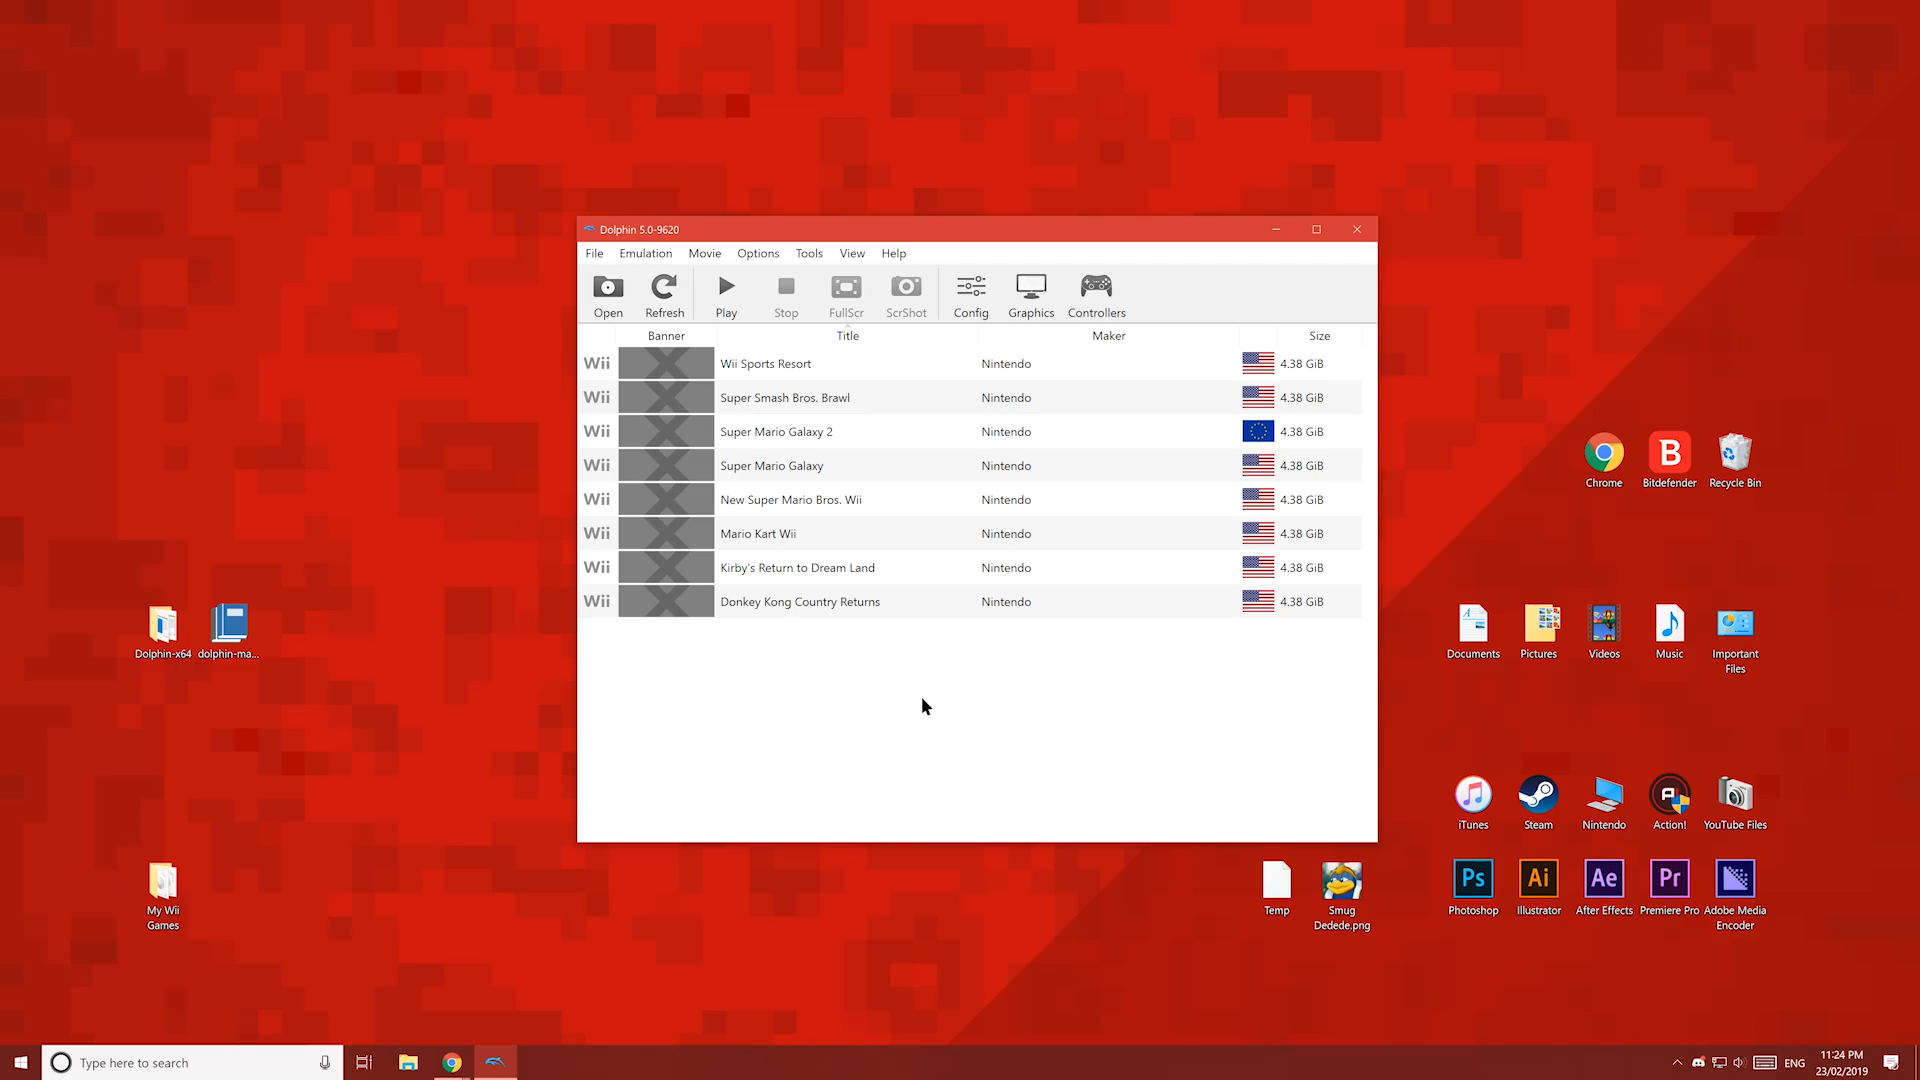 Dolphin 5.0-9620
File Emulation Movie Options Tools View Help
Open Refresh Play Stop FullScr ScrShot Config Graphics Controllers
Banner Title Maker Size
Wii Wii Sports Resort Nintendo 4.38 GiB
Wii Super Smash Bros. Brawl Nintendo 4.38 GiB
Wii Super Mario Galaxy 2 Nintendo 4.38 GiB
Wii Super Mario Galaxy Nintendo 4.38 GiB
Wii New Super Mario Bros. Wii Nintendo 4.38 GiB
Wii Mario Kart Wii Nintendo 4.38 GiB
Wii Kirby's Return to Dream Land Nintendo 4.38 GiB
Wii Donkey Kong Country Returns Nintendo 4.38 GiB
B
Chrome Bitdefender Recycle Bin
Dolphin-x64 dolphin-ma...
Documents Pictures Videos Music Important
Files
iTunes Steam Nintendo Action! YouTube Files
My Wii
Games
Temp Smug
Dedede.png
Ps Ai Ae Pr
Photoshop Illustrator After Effects Premiere Pro Adobe Media
Encoder
Type here to search
ENG
11:24 PM
23/02/2019